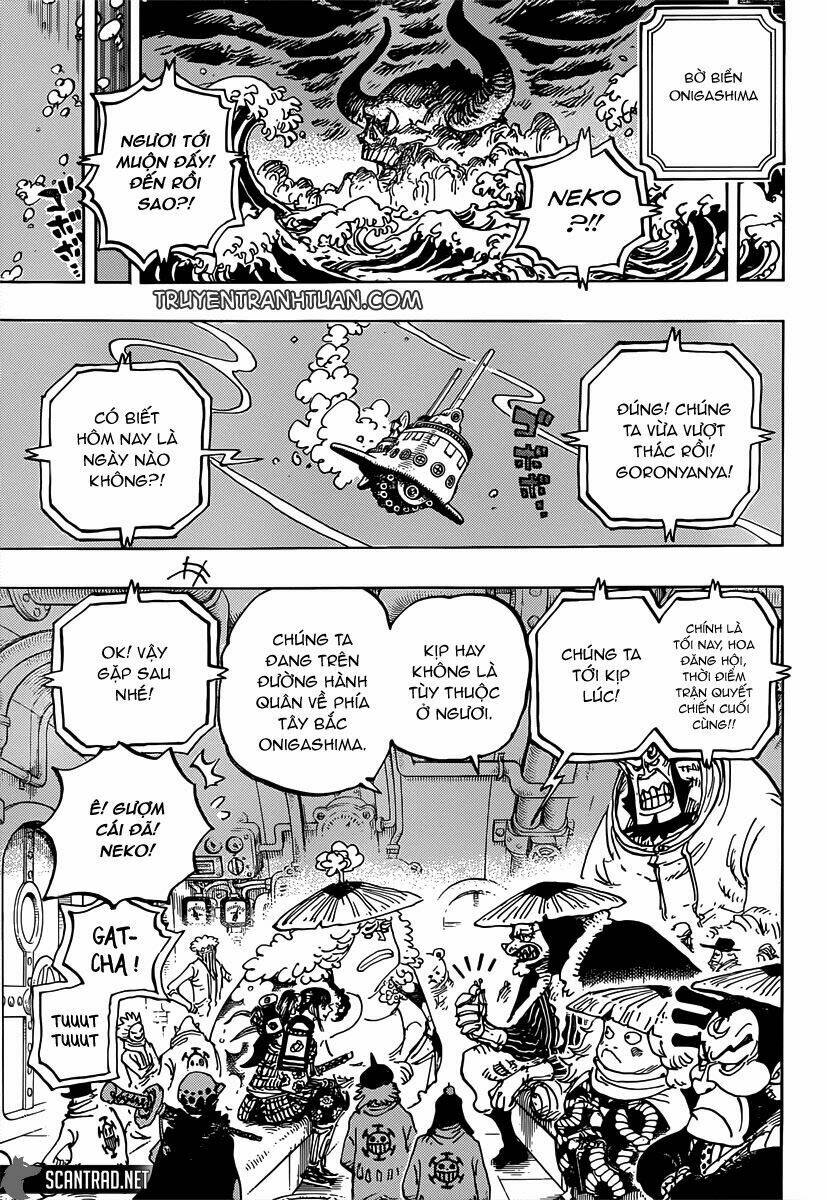 BỜ BIỂN
ONIGASHIMA
NEKO
?!!
NGƯƠI TỚI
MUỘN ĐẤY!
ĐẾN RỒI
SAO?!
TRUYENTRANHTUAN.COM
ĐÚNG! CHÚNG
TA VỪA VƯỢT
THÁC RỒI!
GORONYANYA!
CÓ BIẾT
HÔM NAY LÀ
NGÀY NÀO
KHÔNG?!
CHÍNH LÀ
TỐI NAY, HOA
ĐĂNG HỘI,
THỜI ĐIỂM
TRẬN QUYẾT
CHIẾN CUỐI
CÙNG!!
CHÚNG TA
TỚI KỊP
LÚC!
KỊP HAY
KHÔNG LÀ
TÙY THUỘC
Ở NGƯƠI.
CHÚNG TA
ĐANG TRÊN
ĐƯỜNG HÀNH
QUÂN VỀ PHÍA
TÂY BẮC
ONIGASHIMA.
OK! VẬY
GẶP SAU
NHÉ!
Ê! GƯỢM
CÁI ĐÃ!
NEKO!
GAT-
CHA!
TUUUT
TUUUT
SCANTRAD.NET